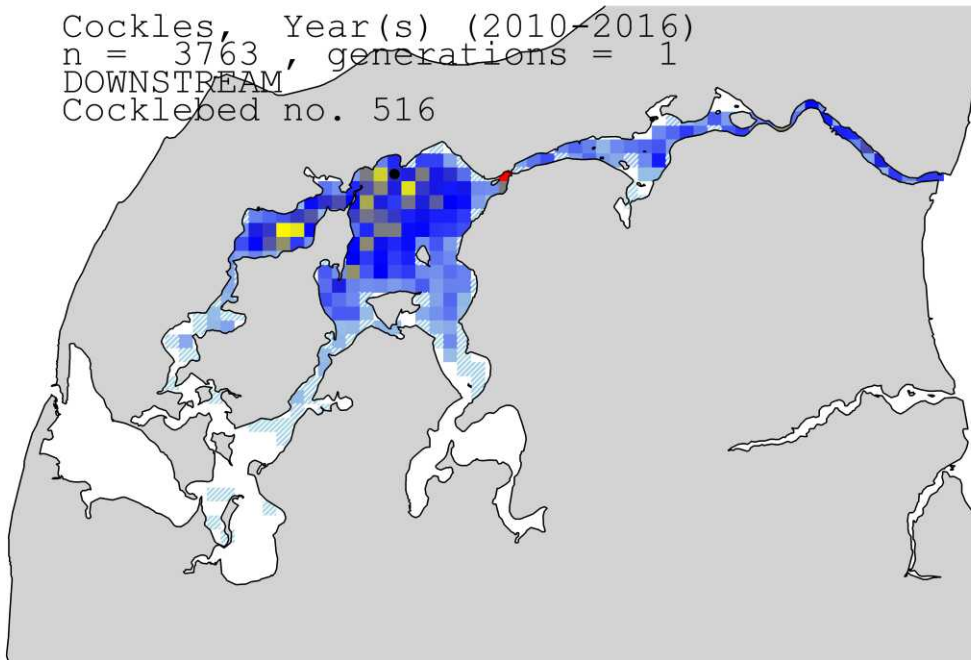 Cockles, Year(s) (2010-2016)
n = 3763 , generations = 1
DOWNSTREAM
Cocklebed no. 516